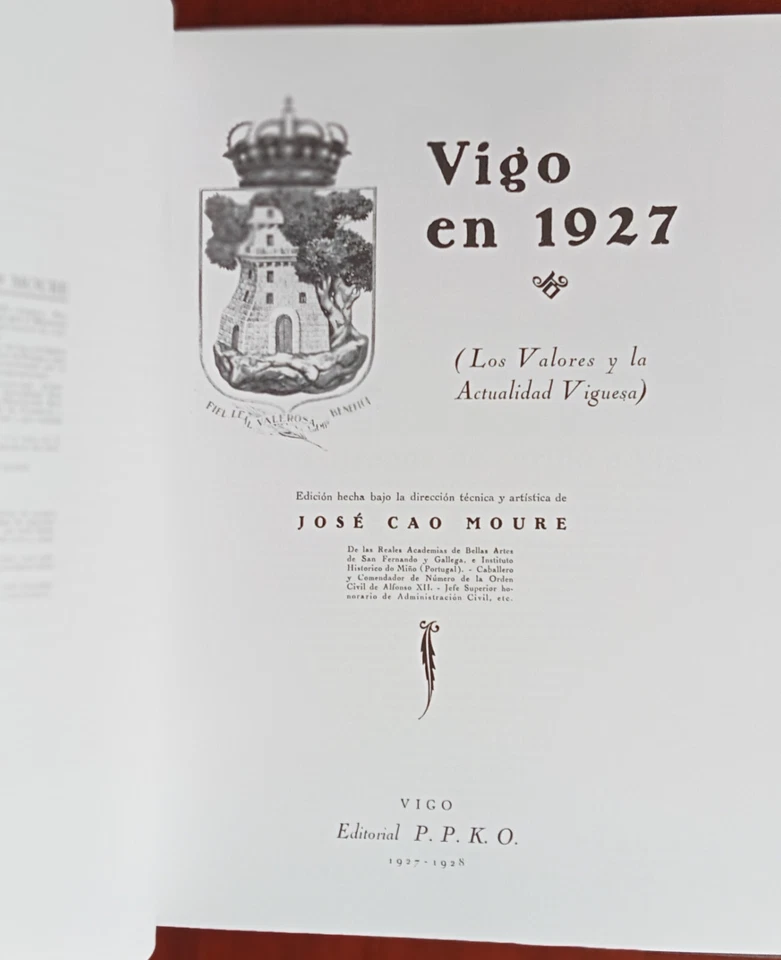 Vigo
en 1927
(Los Valores y la
Actualidad Viguesa)
FIEL LEAL VALEROSA BENEFICA
Edición hecha bajo la dirección técnica y artística de
JOSÉ CAO MOURE
De las Reales Academias de Bellas Artes
de San Fernando y Gallega, e Instituto
Historico do Miño (Portugal). - Caballero
y Comendador de Número de la Orden
Civil de Alfonso XII. - Jefe Superior ho-
norario de Administración Civil, etc.
VIGO
Editorial P. P. K. O.
1927-1928